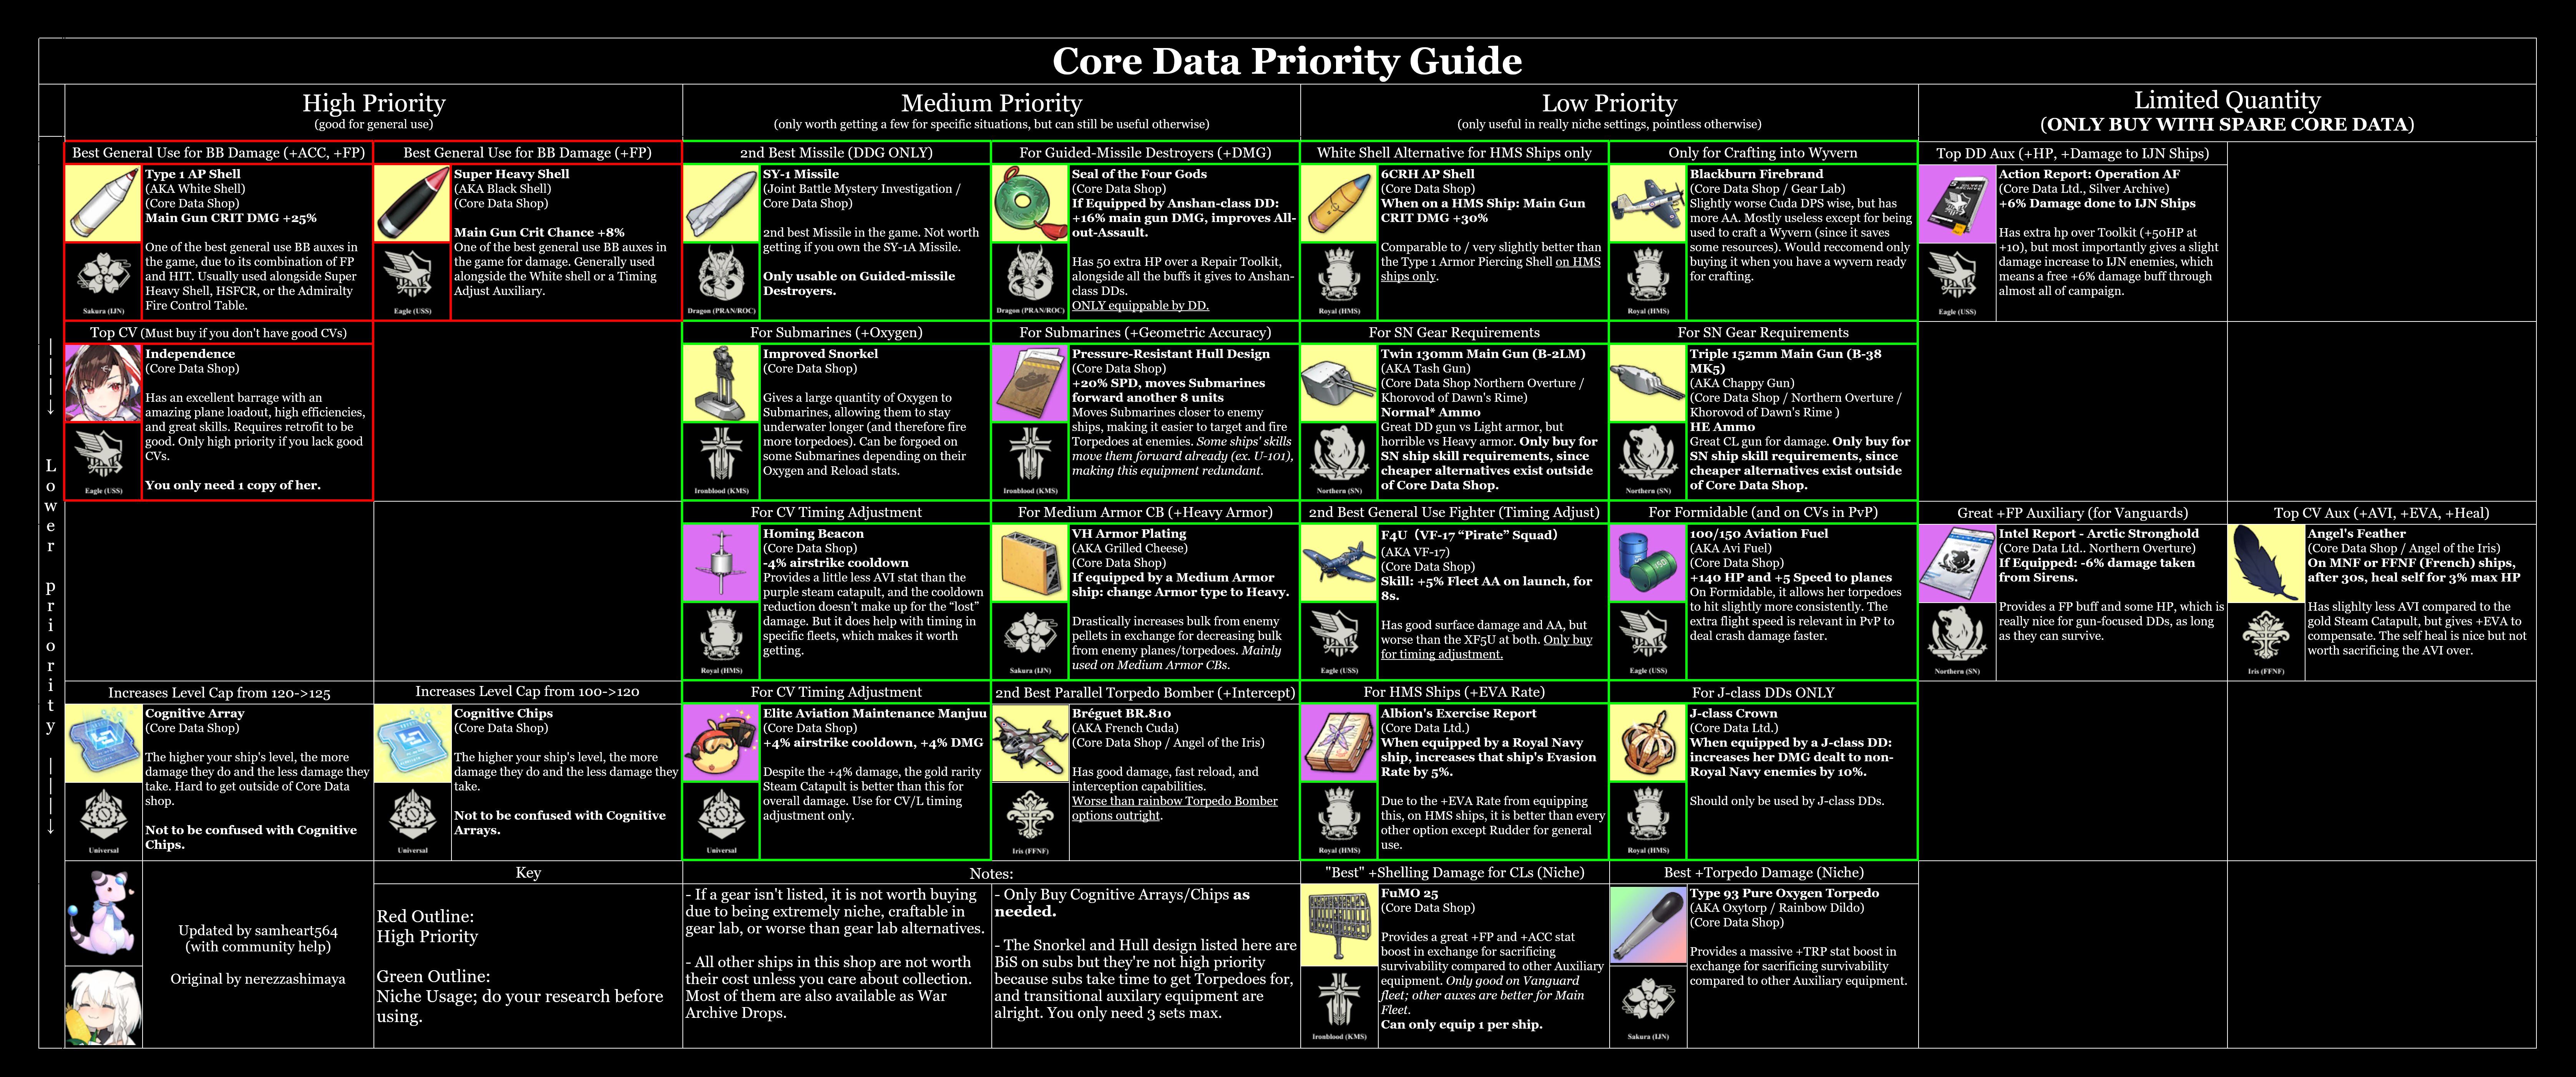 Core Data Priority Guide
High Priority
(good for general use)
Medium Priority
(only worth getting a few for specific situations, but can still be useful otherwise)
Low Priority
(only useful in really niche settings, pointless otherwise)
Limited Quantity
(ONLY BUY WITH SPARE CORE DATA)
Lower priority
Best General Use for BB Damage (+ACC, +FP)
Type 1 AP Shell
(AKA White Shell)
(Core Data Shop)
Main Gun CRIT DMG +25%
One of the best general use BB auxes in
the game, due to its combination of FP
and HIT. Usually used alongside Super
Heavy Shell, HSFCR, or the Admiralty
Fire Control Table.
Sakura (IJN)
Best General Use for BB Damage (+FP)
Super Heavy Shell
(AKA Black Shell)
(Core Data Shop)
Main Gun Crit Chance +8%
One of the best general use BB auxes in
the game for damage. Generally used
alongside the White shell or a Timing
Adjust Auxiliary.
Eagle (USS)
2nd Best Missile (DDG ONLY)
SY-1 Missile
(Joint Battle Mystery Investigation /
Core Data Shop)
2nd best Missile in the game. Not worth
getting if you own the SY-1A Missile.
Only usable on Guided-missile
Destroyers.
Dragon (PRAN/ROC)
For Guided-Missile Destroyers (+DMG)
Seal of the Four Gods
(Core Data Shop)
If Equipped by Anshan-class DD:
+16% main gun DMG, improves All-
out-Assault.
Has 50 extra HP over a Repair Toolkit,
alongside all the buffs it gives to Anshan-
class DDs.
ONLY equippable by DD.
Dragon (PRAN/ROC)
White Shell Alternative for HMS Ships only
6CRH AP Shell
(Core Data Shop)
When on a HMS Ship: Main Gun
CRIT DMG +30%
Comparable to / very slightly better than
the Type 1 Armor Piercing Shell on HMS
ships only.
Royal (HMS)
Only for Crafting into Wyvern
Blackburn Firebrand
(Core Data Shop / Gear Lab)
Slightly worse Cuda DPS wise, but has
more AA. Mostly useless except for being
used to craft a Wyvern (since it saves
some resources). Would reccomend only
buying it when you have a wyvern ready
for crafting.
Royal (HMS)
Top DD Aux (+HP, +Damage to IJN Ships)
Action Report: Operation AF
(Core Data Ltd., Silver Archive)
+6% Damage done to IJN Ships
Has extra hp over Toolkit (+50HP at
+10), but most importantly gives a slight
damage increase to IJN enemies, which
means a free +6% damage buff through
almost all of campaign.
Eagle (USS)
Top CV (Must buy if you don't have good CVs)
Independence
(Core Data Shop)
Has an excellent barrage with an
amazing plane loadout, high efficiencies,
and great skills. Requires retrofit to be
good. Only high priority if you lack good
CVs.
You only need 1 copy of her.
Eagle (USS)
For Submarines (+Oxygen)
Improved Snorkel
(Core Data Shop)
Gives a large quantity of Oxygen to
Submarines, allowing them to stay
underwater longer (and therefore fire
more torpedoes). Can be forgoed on
some Submarines depending on their
Oxygen and Reload stats.
Ironblood (KMS)
For Submarines (+Geometric Accuracy)
Pressure-Resistant Hull Design
(Core Data Shop)
+20% SPD, moves Submarines
forward another 8 units
Moves Submarines closer to enemy
ships, making it easier to target and fire
Torpedoes at enemies. Some ships' skills
move them forward already (ex. U-101),
making this equipment redundant.
Ironblood (KMS)
For SN Gear Requirements
Twin 130mm Main Gun (B-2LM)
(AKA Tash Gun)
(Core Data Shop Northern Overture /
Khorovod of Dawn's Rime)
Normal* Ammo
Great DD gun vs Light armor, but
horrible vs Heavy armor. Only buy for
SN ship skill requirements, since
cheaper alternatives exist outside
of Core Data Shop.
Northern (SN)
For SN Gear Requirements
Triple 152mm Main Gun (B-38
MK5)
(AKA Chappy Gun)
(Core Data Shop / Northern Overture /
Khorovod of Dawn's Rime )
HE Ammo
Great CL gun for damage. Only buy for
SN ship skill requirements, since
cheaper alternatives exist outside
of Core Data Shop.
Northern (SN)
For CV Timing Adjustment
Homing Beacon
(Core Data Shop)
-4% airstrike cooldown
Provides a little less AVI stat than the
purple steam catapult, and the cooldown
reduction doesn't make up for the "lost"
damage. But it does help with timing in
specific fleets, which makes it worth
getting.
Royal (HMS)
For Medium Armor CB (+Heavy Armor)
VH Armor Plating
(AKA Grilled Cheese)
(Core Data Shop)
If equipped by a Medium Armor
ship: change Armor type to Heavy.
Drastically increases bulk from enemy
pellets in exchange for decreasing bulk
from enemy planes/torpedoes. Mainly
used on Medium Armor CBs.
Sakura (IJN)
2nd Best General Use Fighter (Timing Adjust)
F4U (VF-17 "Pirate" Squad)
(AKA VF-17)
(Core Data Shop)
Skill: +5% Fleet AA on launch, for
8s.
Has good surface damage and AA, but
worse than the XF5U at both. Only buy
for timing adjustment.
Eagle (USS)
For Formidable (and on CVs in PvP)
100/150 Aviation Fuel
(AKA Avi Fuel)
(Core Data Shop)
+140 HP and +5 Speed to planes
On Formidable, it allows her torpedoes
to hit slightly more consistently. The
extra flight speed is relevant in PvP to
deal crash damage faster.
Eagle (USS)
Great +FP Auxiliary (for Vanguards)
Intel Report - Arctic Stronghold
(Core Data Ltd.. Northern Overture)
If Equipped: -6% damage taken
from Sirens.
Provides a FP buff and some HP, which is
really nice for gun-focused DDs, as long
as they can survive.
Northern (SN)
Top CV Aux (+AVI, +EVA, +Heal)
Angel's Feather
(Core Data Shop / Angel of the Iris)
On MNF or FFNF (French) ships,
after 30s, heal self for 3% max HP
Has slighlty less AVI compared to the
gold Steam Catapult, but gives +EVA to
compensate. The self heal is nice but not
worth sacrificing the AVI over.
Iris (FFNF)
Increases Level Cap from 120->125
Cognitive Array
(Core Data Shop)
The higher your ship's level, the more
damage they do and the less damage they
take. Hard to get outside of Core Data
shop.
Not to be confused with Cognitive
Chips.
Universal
Increases Level Cap from 100->120
Cognitive Chips
(Core Data Shop)
The higher your ship's level, the more
damage they do and the less damage they
take.
Not to be confused with Cognitive
Arrays.
Universal
For CV Timing Adjustment
Elite Aviation Maintenance Manjuu
(Core Data Shop)
+4% airstrike cooldown, +4% DMG
Despite the +4% damage, the gold rarity
Steam Catapult is better than this for
overall damage. Use for CV/L timing
adjustment only.
Universal
2nd Best Parallel Torpedo Bomber (+Intercept)
Bréguet BR.810
(AKA French Cuda)
(Core Data Shop / Angel of the Iris)
Has good damage, fast reload, and
interception capabilities.
Worse than rainbow Torpedo Bomber
options outright.
Iris (FFNF)
For HMS Ships (+EVA Rate)
Albion's Exercise Report
(Core Data Ltd.)
When equipped by a Royal Navy
ship, increases that ship's Evasion
Rate by 5%.
Due to the +EVA Rate from equipping
this, on HMS ships, it is better than every
other option except Rudder for general
use.
Royal (HMS)
For J-class DDs ONLY
J-class Crown
(Core Data Ltd.)
When equipped by a J-class DD:
increases her DMG dealt to non-
Royal Navy enemies by 10%.
Should only be used by J-class DDs.
Royal (HMS)
Updated by samheart564
(with community help)
Original by nerezzashimaya
Key
Red Outline:
High Priority
Green Outline:
Niche Usage; do your research before
using.
Notes:
- If a gear isn't listed, it is not worth buying
due to being extremely niche, craftable in
gear lab, or worse than gear lab alternatives.
- All other ships in this shop are not worth
their cost unless you care about collection.
Most of them are also available as War
Archive Drops.
- Only Buy Cognitive Arrays/Chips as
needed.
- The Snorkel and Hull design listed here are
BiS on subs but they're not high priority
because subs take time to get Torpedoes for,
and transitional auxilary equipment are
alright. You only need 3 sets max.
"Best" +Shelling Damage for CLs (Niche)
FuMO 25
(Core Data Shop)
Provides a great +FP and +ACC stat
boost in exchange for sacrificing
survivability compared to other Auxiliary
equipment. Only good on Vanguard
fleet; other auxes are better for Main
Fleet.
Can only equip 1 per ship.
Ironblood (KMS)
Best +Torpedo Damage (Niche)
Type 93 Pure Oxygen Torpedo
(AKA Oxytorp / Rainbow Dildo)
(Core Data Shop)
Provides a massive +TRP stat boost in
exchange for sacrificing survivability
compared to other Auxiliary equipment.
Sakura (IJN)